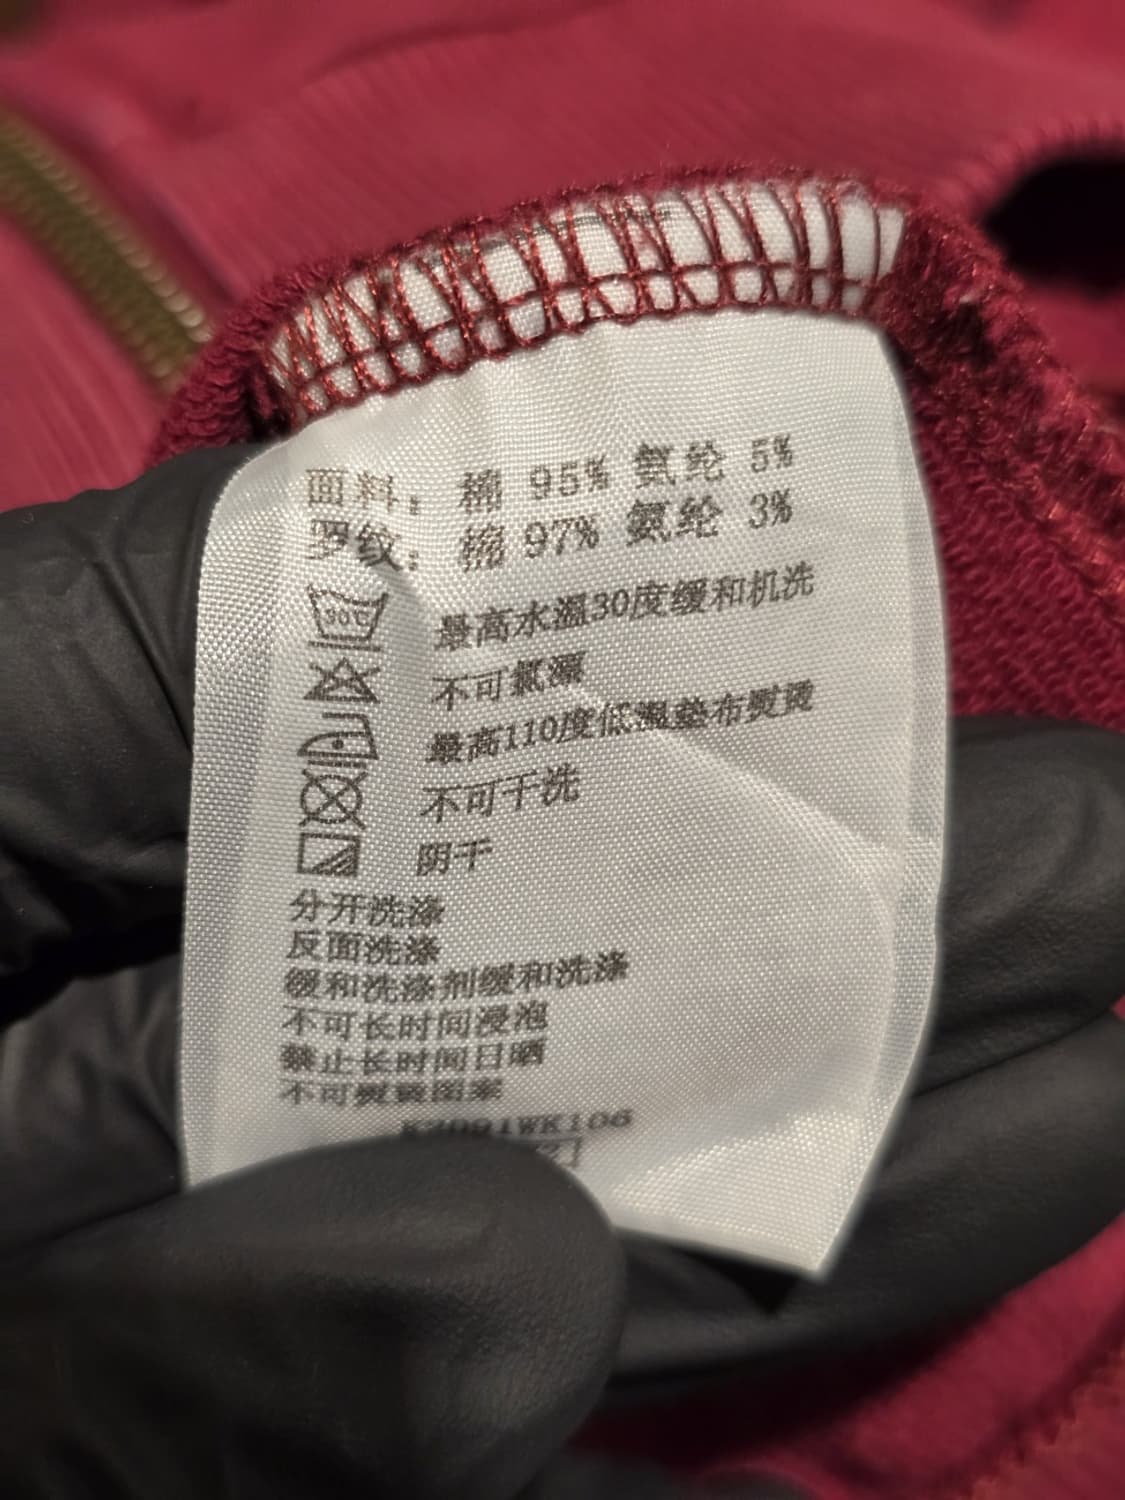 面料: 棉 95% 氨纶 5%
罗纹: 棉 97% 氨纶 3%
30
最高水温30度缓和机洗
不可氯漂
最高110度低温垫布熨烫
不可干洗
阴干
分开洗涤
反面洗涤
缓和洗涤剂缓和洗涤
不可长时间浸泡
禁止长时间日晒
不可熨烫图案